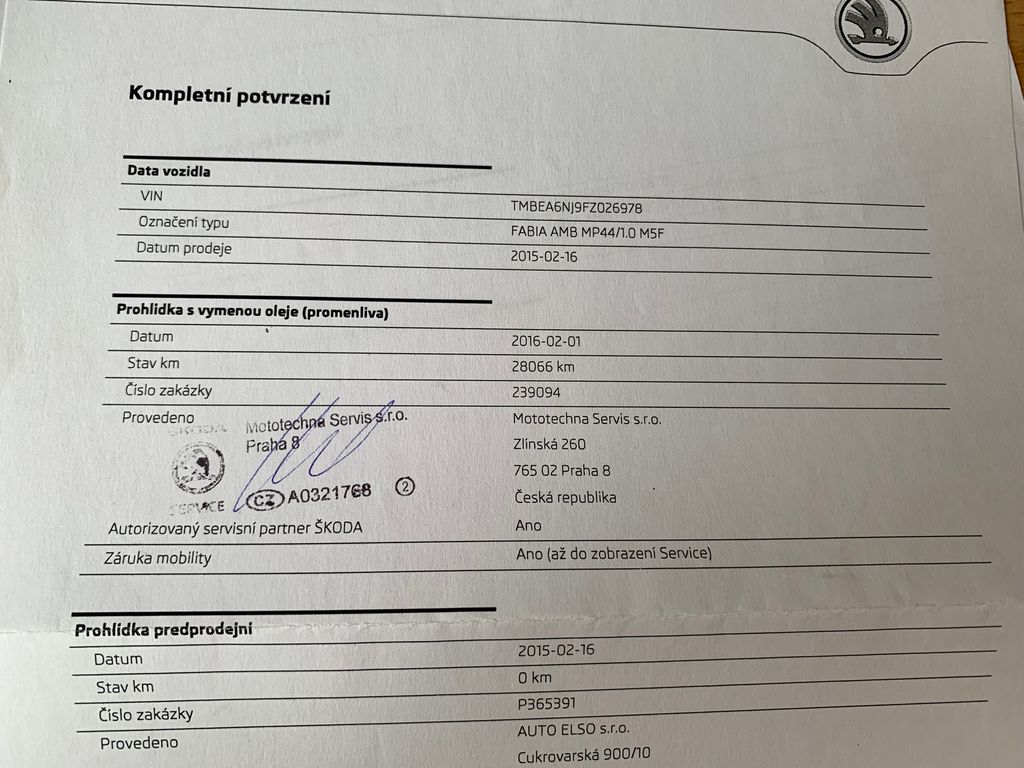 Kompletní potvrzení
Data vozidla
VIN TMBEA6NJ9FZ026978
Označení typu FABIA AMB MP44/1.0 M5F
Datum prodeje 2015-02-16
Prohlidka s vymenou oleje (promenliva)
Datum 2016-02-01
Stav km 28066 km
Číslo zakázky 239094
Provedeno Mototechna Servis s.r.o.
Zlínská 260
765 02 Praha 8
Česká republika
ŠKODA Mototechna Servis s.r.o.
Praha 8
SERVICE CZ A0321768 2
Autorizovaný servisní partner ŠKODA Ano
Záruka mobility Ano (až do zobrazení Service)
Prohlídka predprodejní
Datum 2015-02-16
Stav km 0 km
Číslo zakázky P365391
Provedeno AUTO ELSO s.r.o.
Cukrovarská 900/10